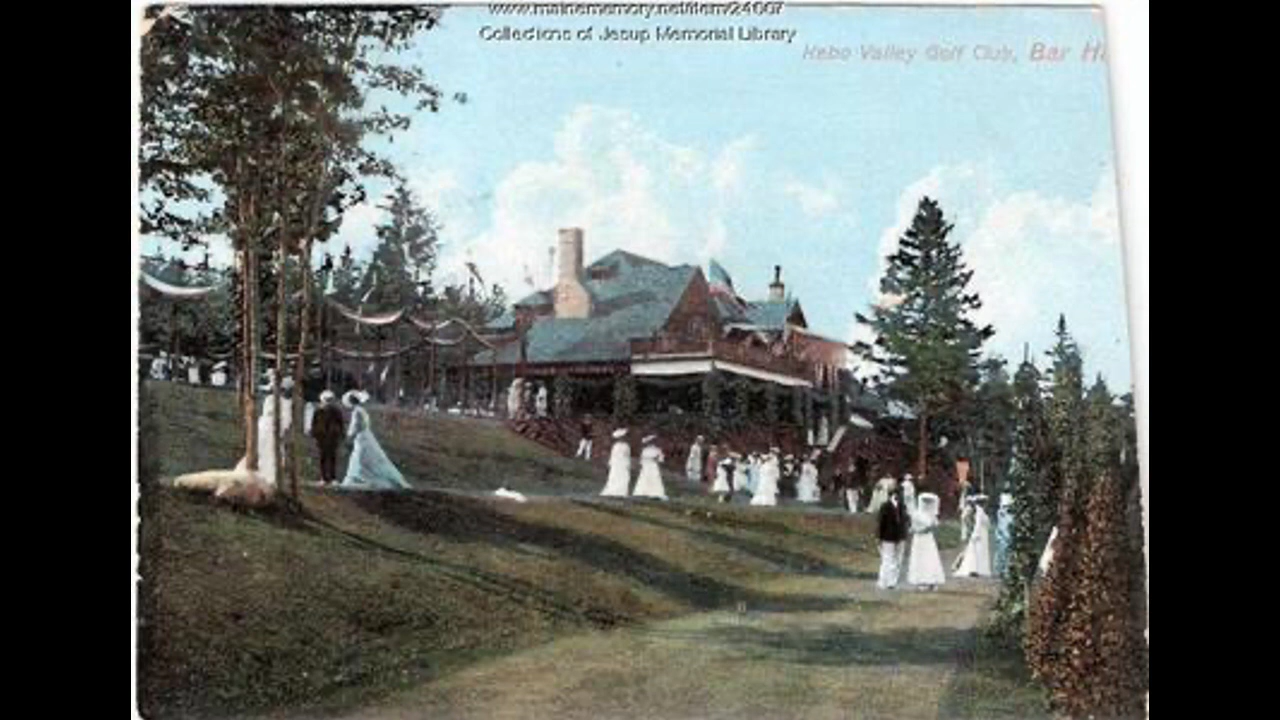 www.mainememory.net/item/24007
Collections of Jesup Memorial Library
Kebo Valley Golf Club, Bar